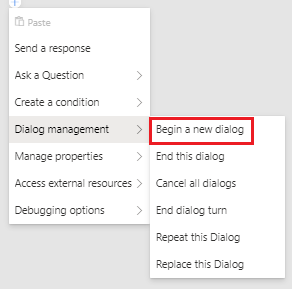 Paste
Send a response
Ask a Question
Create a condition
Dialog management
Manage properties
Access external resources
Debugging options
Begin a new dialog
End this dialog
Cancel all dialogs
End dialog turn
Repeat this Dialog
Replace this Dialog